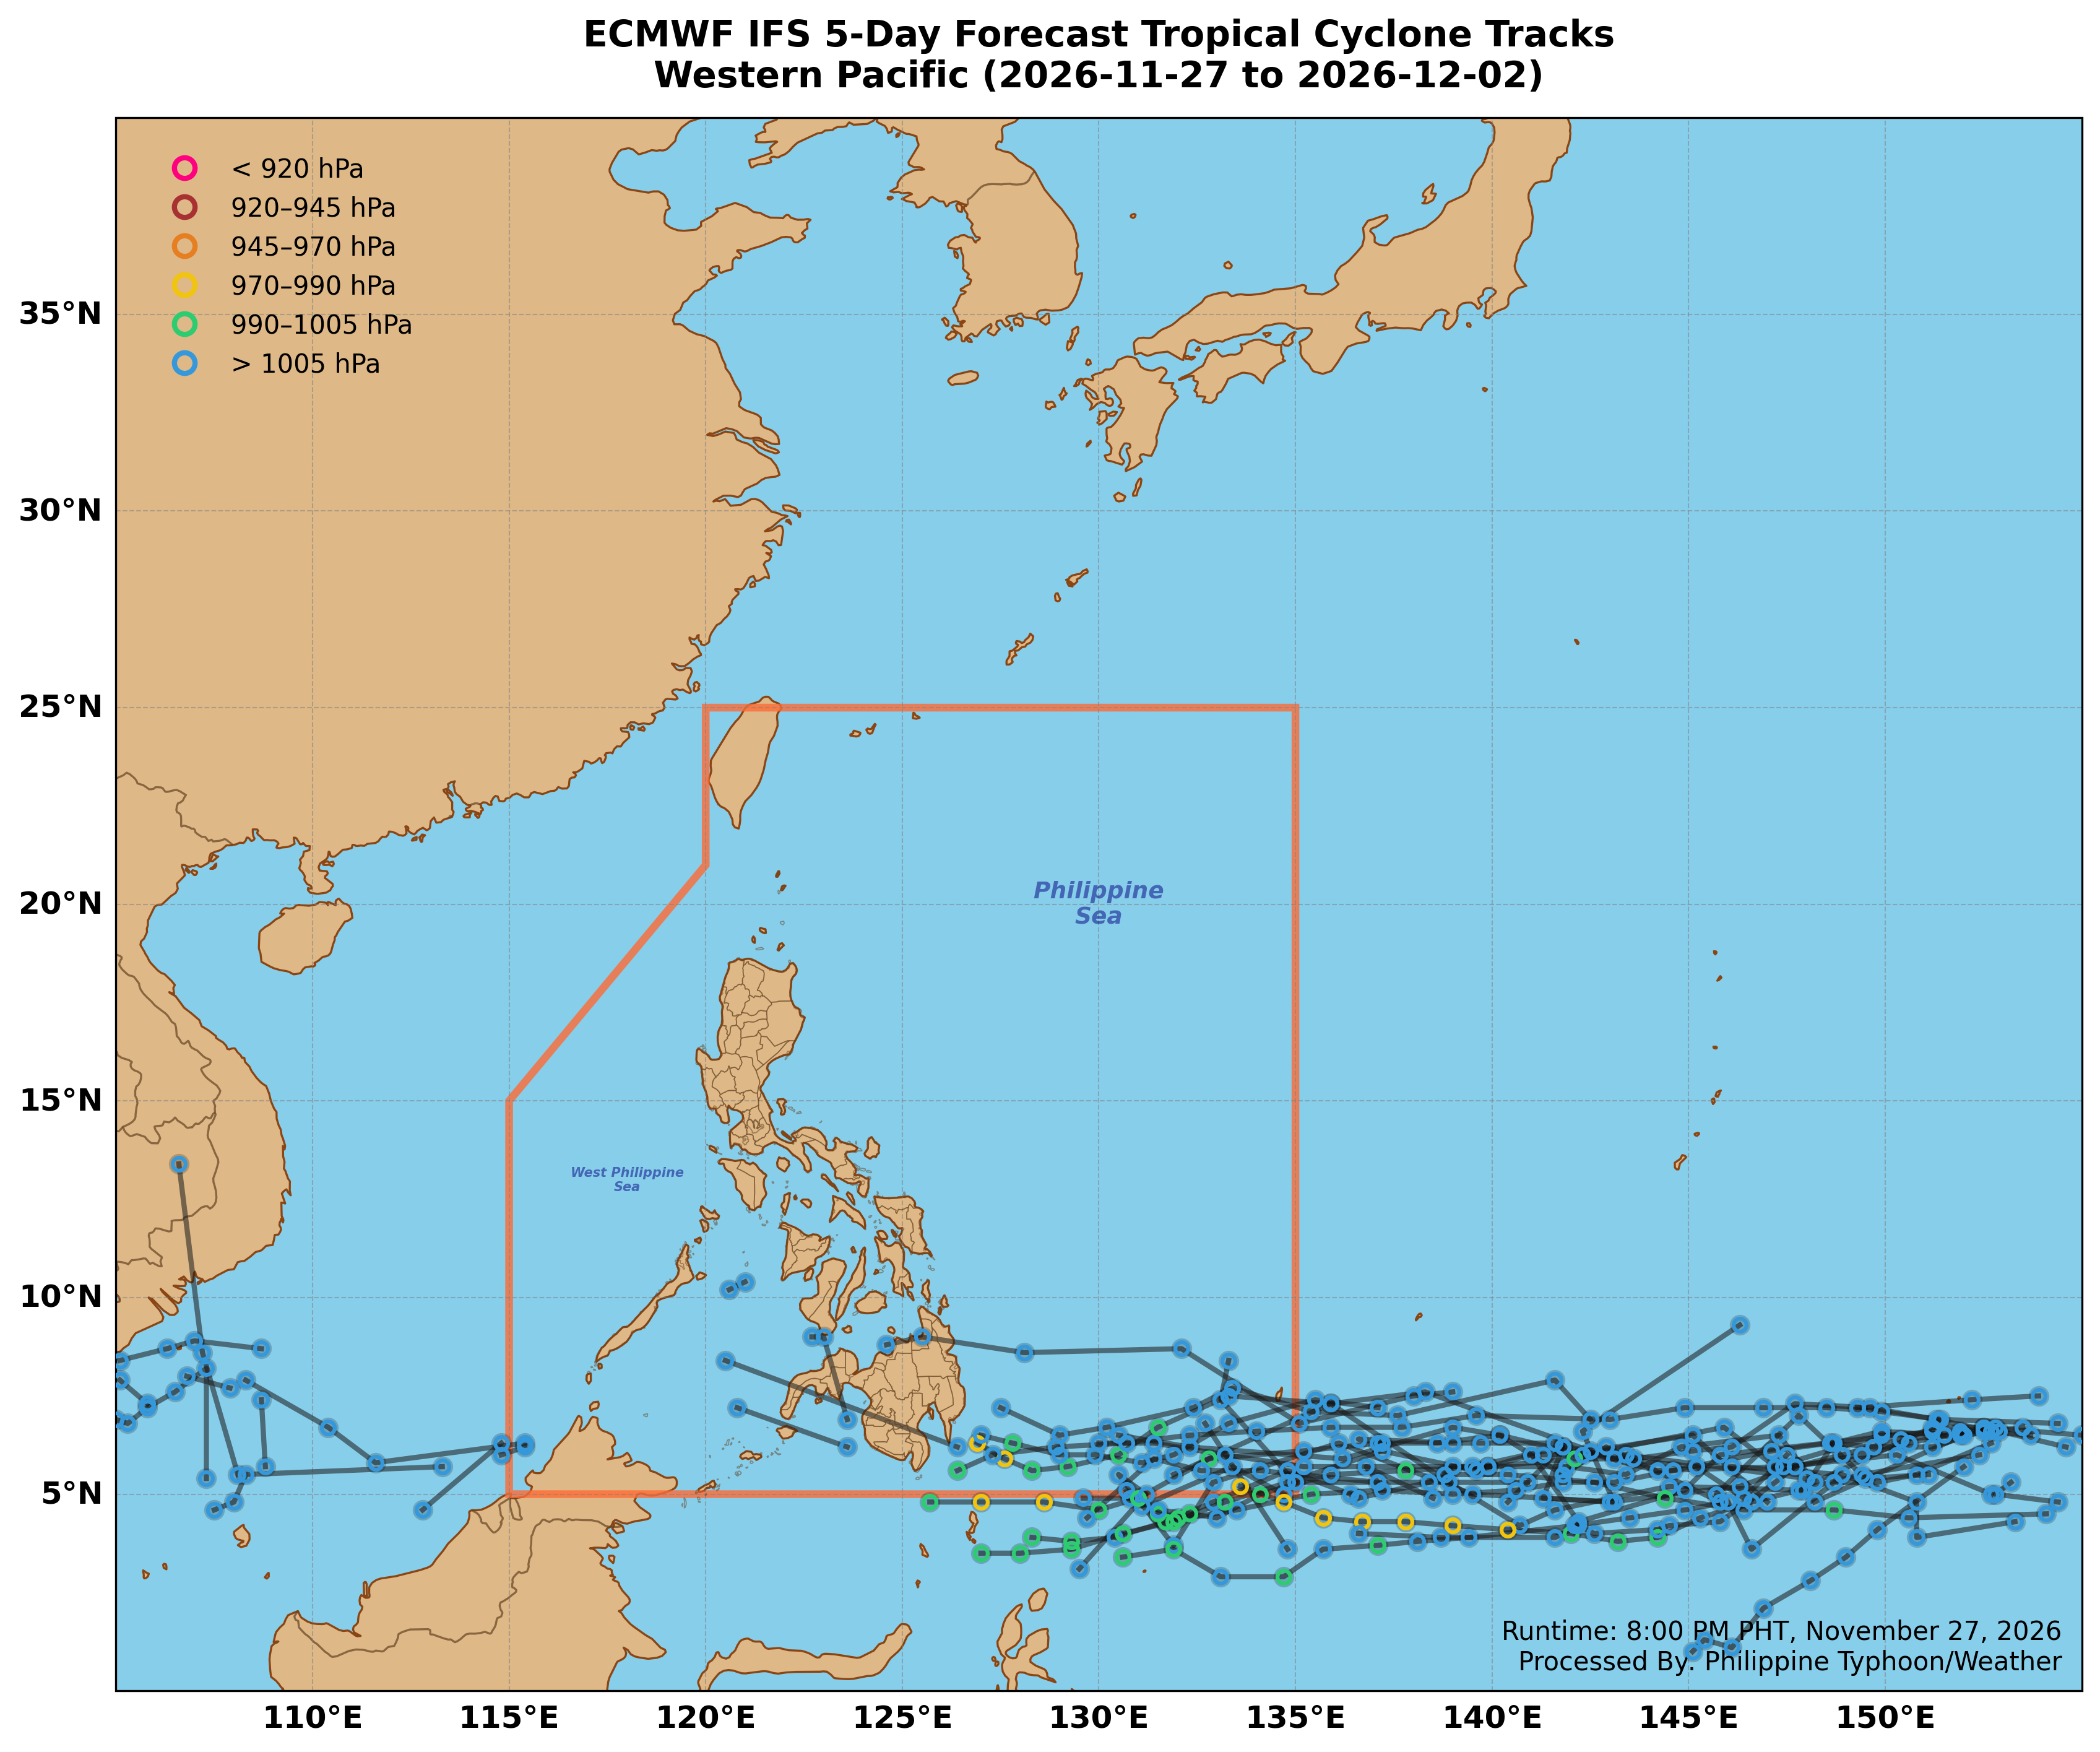 ECMWF IFS 5-Day Forecast Tropical Cyclone Tracks
Western Pacific (2026-11-27 to 2026-12-02)
< 920 hPa
920–945 hPa
945–970 hPa
970–990 hPa
990–1005 hPa
> 1005 hPa
35°N
30°N
25°N
20°N
15°N
10°N
5°N
Philippine
Sea
West Philippine
Sea
Runtime: 8:00 PM PHT, November 27, 2026
Processed By: Philippine Typhoon/Weather
110°E
115°E
120°E
125°E
130°E
135°E
140°E
145°E
150°E